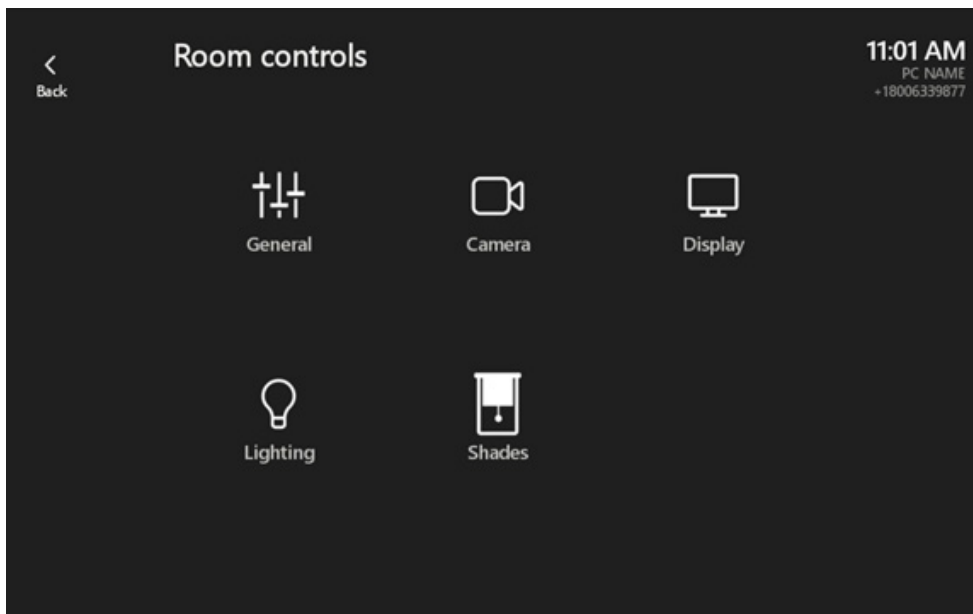 Room controls
11:01 AM
PC NAME
+18006339877
Back
General
Camera
Display
Lighting
Shades